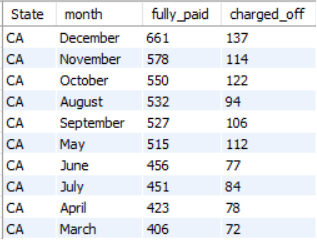 State month fully_paid charged_off
CA December 661 137
CA November 578 114
CA October 550 122
CA August 532 94
CA September 527 106
CA May 515 112
CA June 456 77
CA July 451 84
CA April 423 78
CA March 406 72